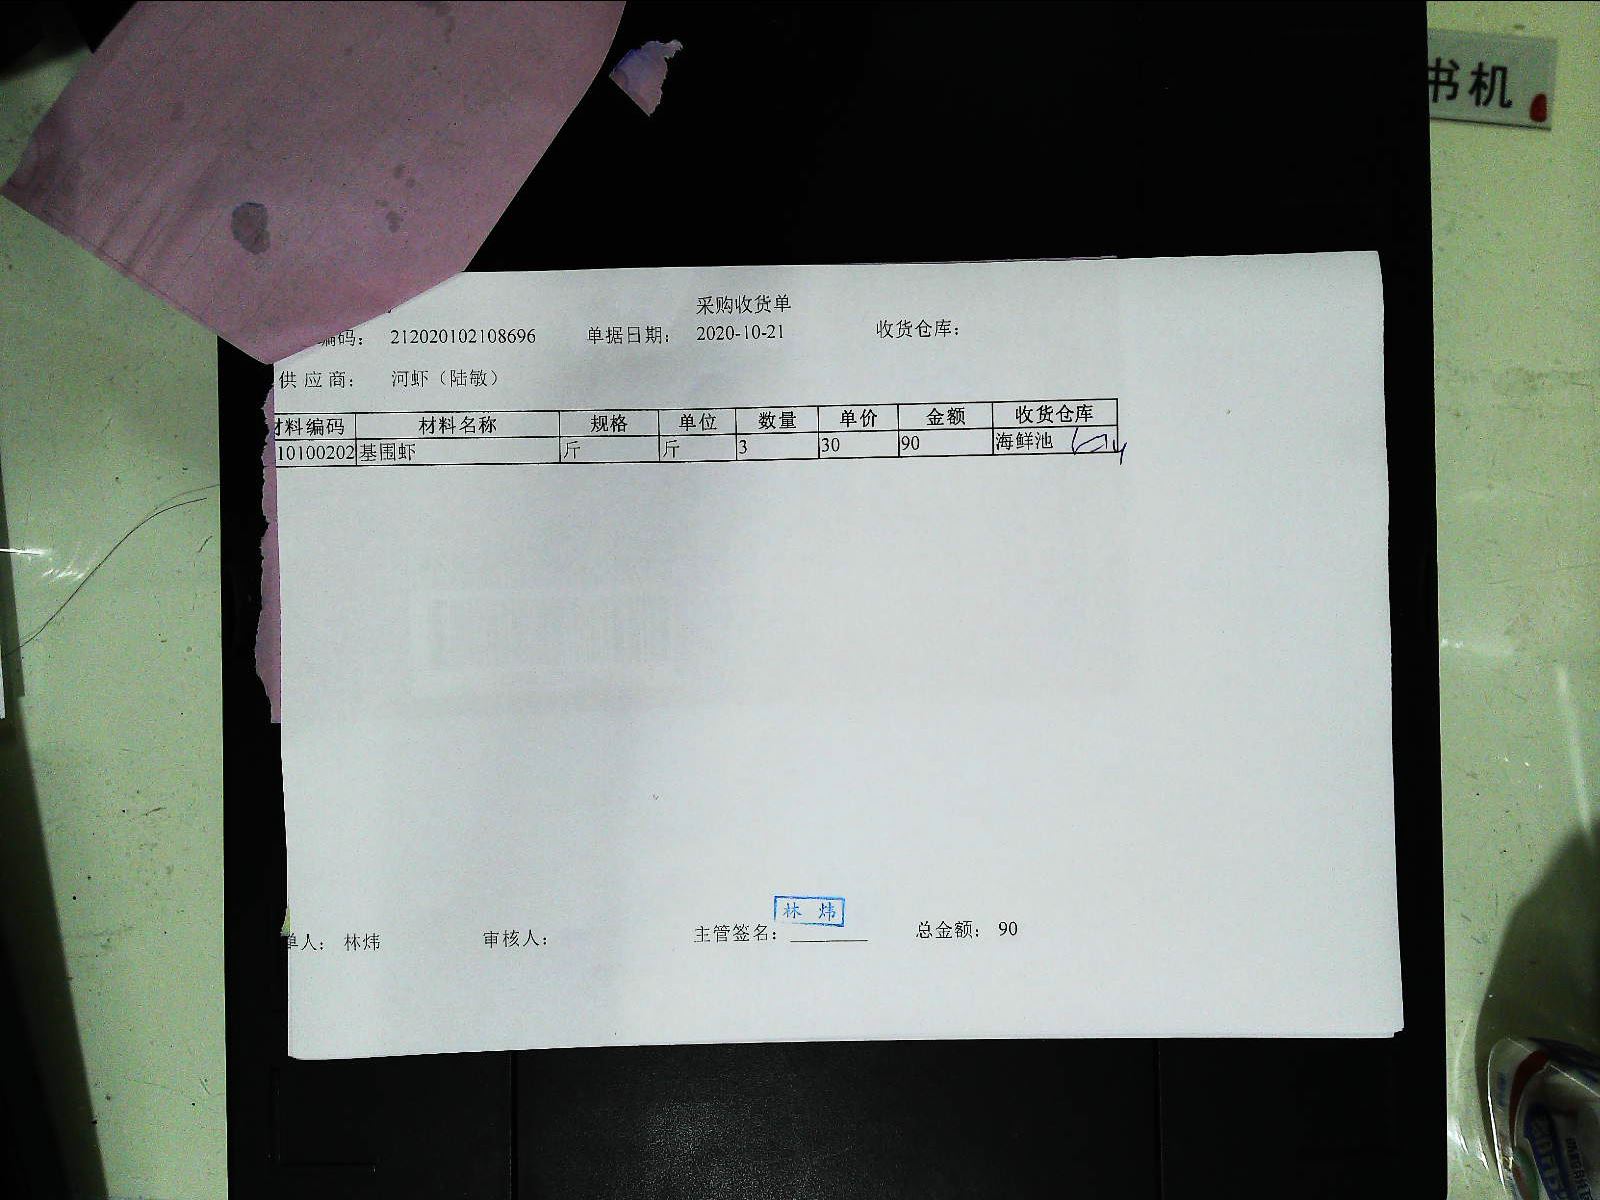 书机
采购收货单
编码： 212020102108696 单据日期： 2020-10-21 收货仓库：
供应商： 河虾（陆敏）
材料编码 材料名称 规格 单位 数量 单价 金额 收货仓库
10100202 基围虾 斤 斤 3 30 90 海鲜池
林炜
单人： 林炜 审核人： 主管签名： 总金额： 90